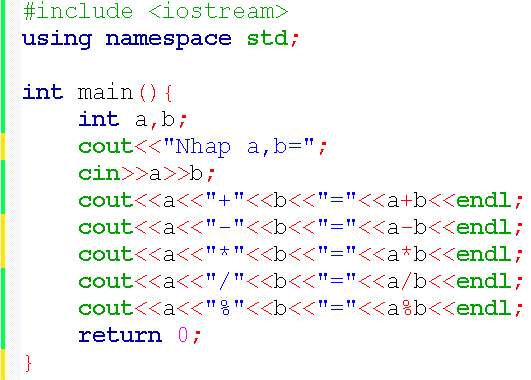 #include <iostream>
using namespace std;

int main(){
    int a,b;
    cout<<"Nhap a,b=";
    cin>>a>>b;
    cout<<a<<"+"<<b<<"="<<a+b<<endl;
    cout<<a<<"-"<<b<<"="<<a-b<<endl;
    cout<<a<<"*"<<b<<"="<<a*b<<endl;
    cout<<a<<"/"<<b<<"="<<a/b<<endl;
    cout<<a<<"%"<<b<<"="<<a%b<<endl;
    return 0;
}